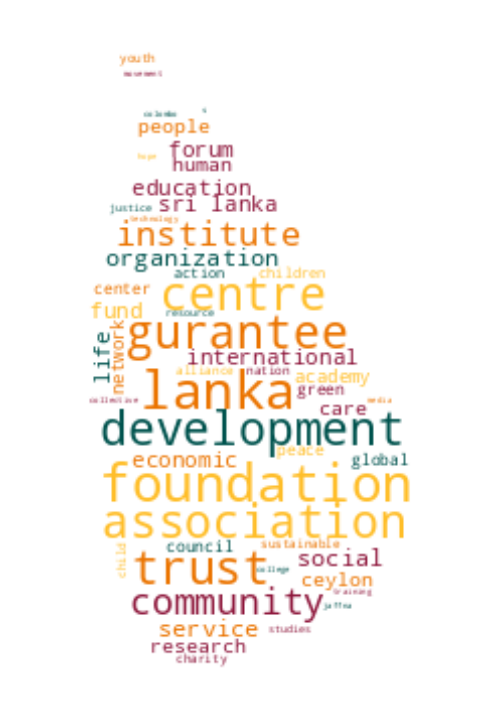 youth
movement
colombo s
people
hope forum
human
education
justice sri lanka
technology
institute
organization
action children
center centre
fund resource
gurantee
life network international
alliance nation academy
lanka green
collective care media
development
peace
economic global
foundation
association
council sustainable
child trust social
college ceylon
training
community jaffna
service studies
research
charity